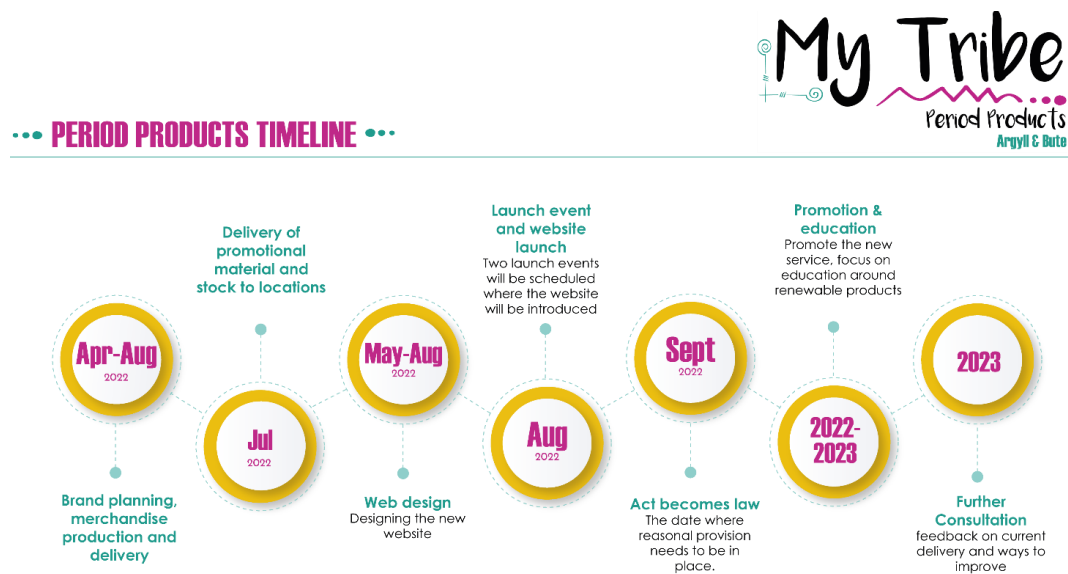 My Tribe
Period Products
Argyll & Bute
PERIOD PRODUCTS TIMELINE
Apr-Aug
2022
Brand planning,
merchandise
production and
delivery
Delivery of
promotional
material and
stock to locations
Jul
2022
May-Aug
2022
Web design
Designing the new
website
Launch event
and website
launch
Two launch events
will be scheduled
where the website
will be introduced
Aug
2022
Sept
2022
Act becomes law
The date where
reasonal provision
needs to be in
place.
Promotion &
education
Promote the new
service, focus on
education around
renewable products
2022-
2023
2023
Further
Consultation
feedback on current
delivery and ways to
improve